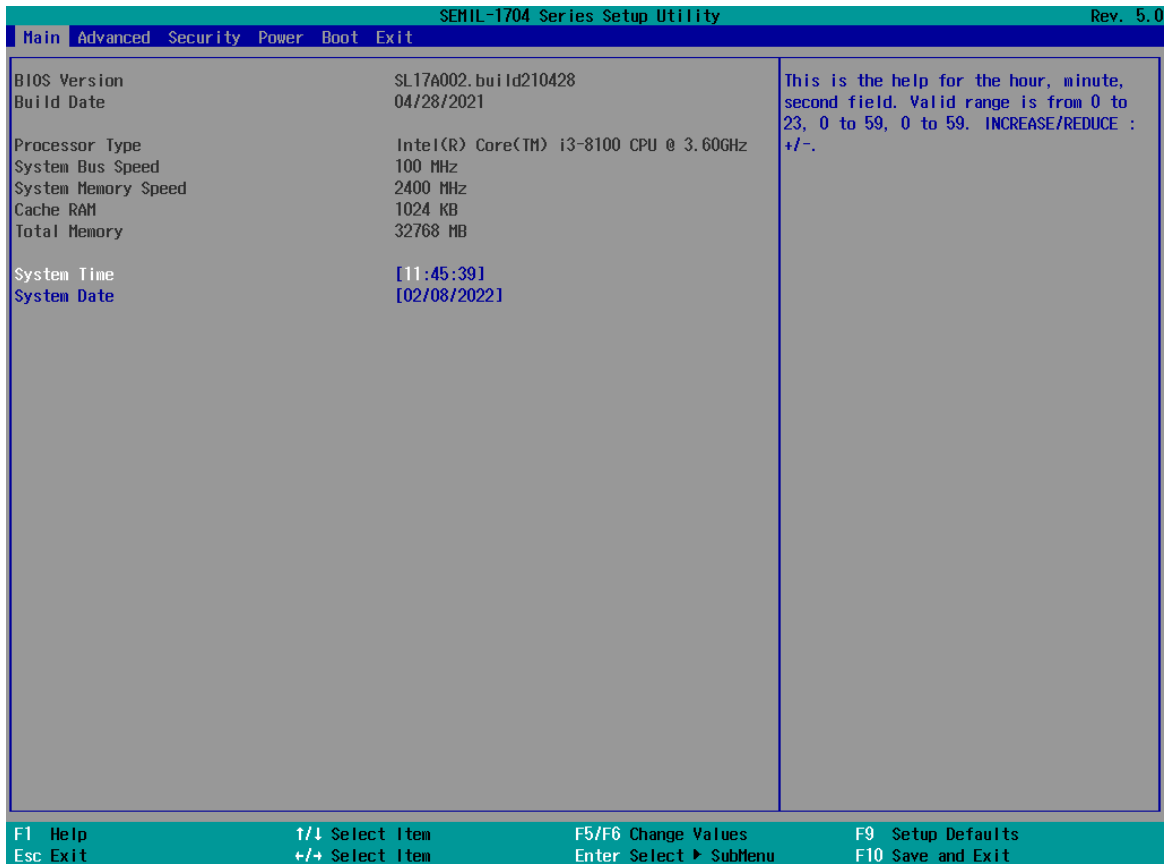 SEMIL-1704 Series Setup Utility Rev. 5.0
Main Advanced Security Power Boot Exit
BIOS Version SL17A002.build210428
Build Date 04/28/2021
Processor Type Intel(R) Core(TM) i3-8100 CPU @ 3.60GHz
System Bus Speed 100 MHz
System Memory Speed 2400 MHz
Cache RAM 1024 KB
Total Memory 32768 MB
System Time [11:45:39]
System Date [02/08/2022]
This is the help for the hour, minute,
second field. Valid range is from 0 to
23, 0 to 59, 0 to 59. INCREASE/REDUCE :
+/-.
F1 Help ↑/↓ Select Item F5/F6 Change Values F9 Setup Defaults
Esc Exit ←/→ Select Item Enter Select ▶ SubMenu F10 Save and Exit